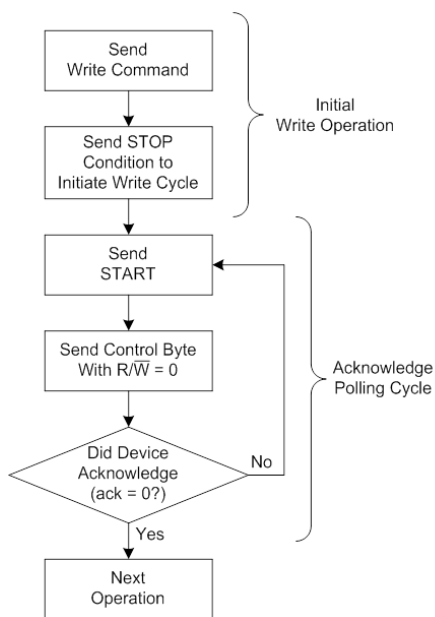 Send
Write Command
Initial
Write Operation
Send STOP
Condition to
Initiate Write Cycle
Send
START
Send Control Byte
With R/W̅ = 0
Acknowledge
Polling Cycle
Did Device
Acknowledge
(ack = 0?)
No
Yes
Next
Operation